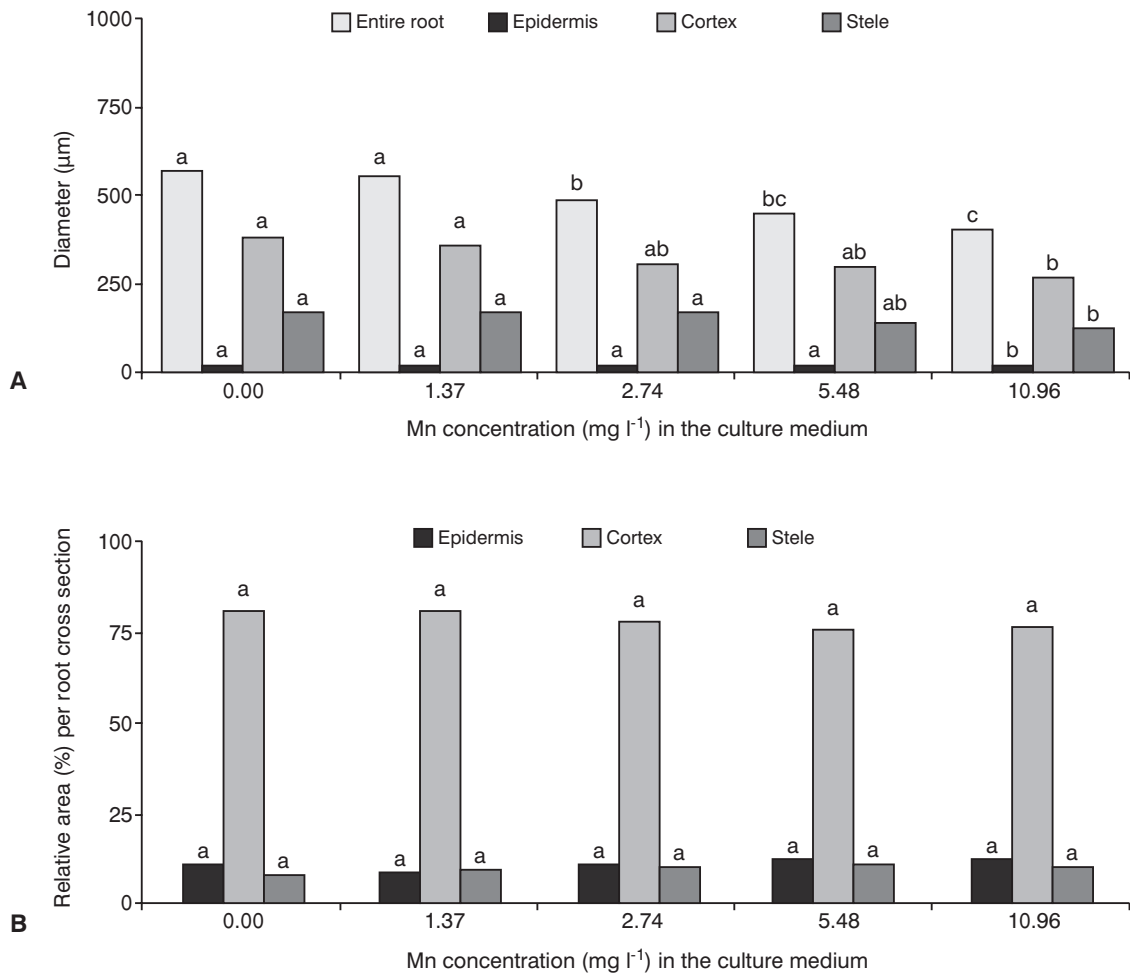 Entire root Epidermis Cortex Stele
1000
750
500
250
0
Diameter (µm)
a a a a
a a a a
b a ab a
bc a ab ab
c b b b
0.00 1.37 2.74 5.48 10.96
A
Mn concentration (mg l-1) in the culture medium
Epidermis Cortex Stele
100
75
50
25
0
Relative area (%) per root cross section
a a a
a a a
a a a
a a a
a a a
0.00 1.37 2.74 5.48 10.96
B
Mn concentration (mg l-1) in the culture medium